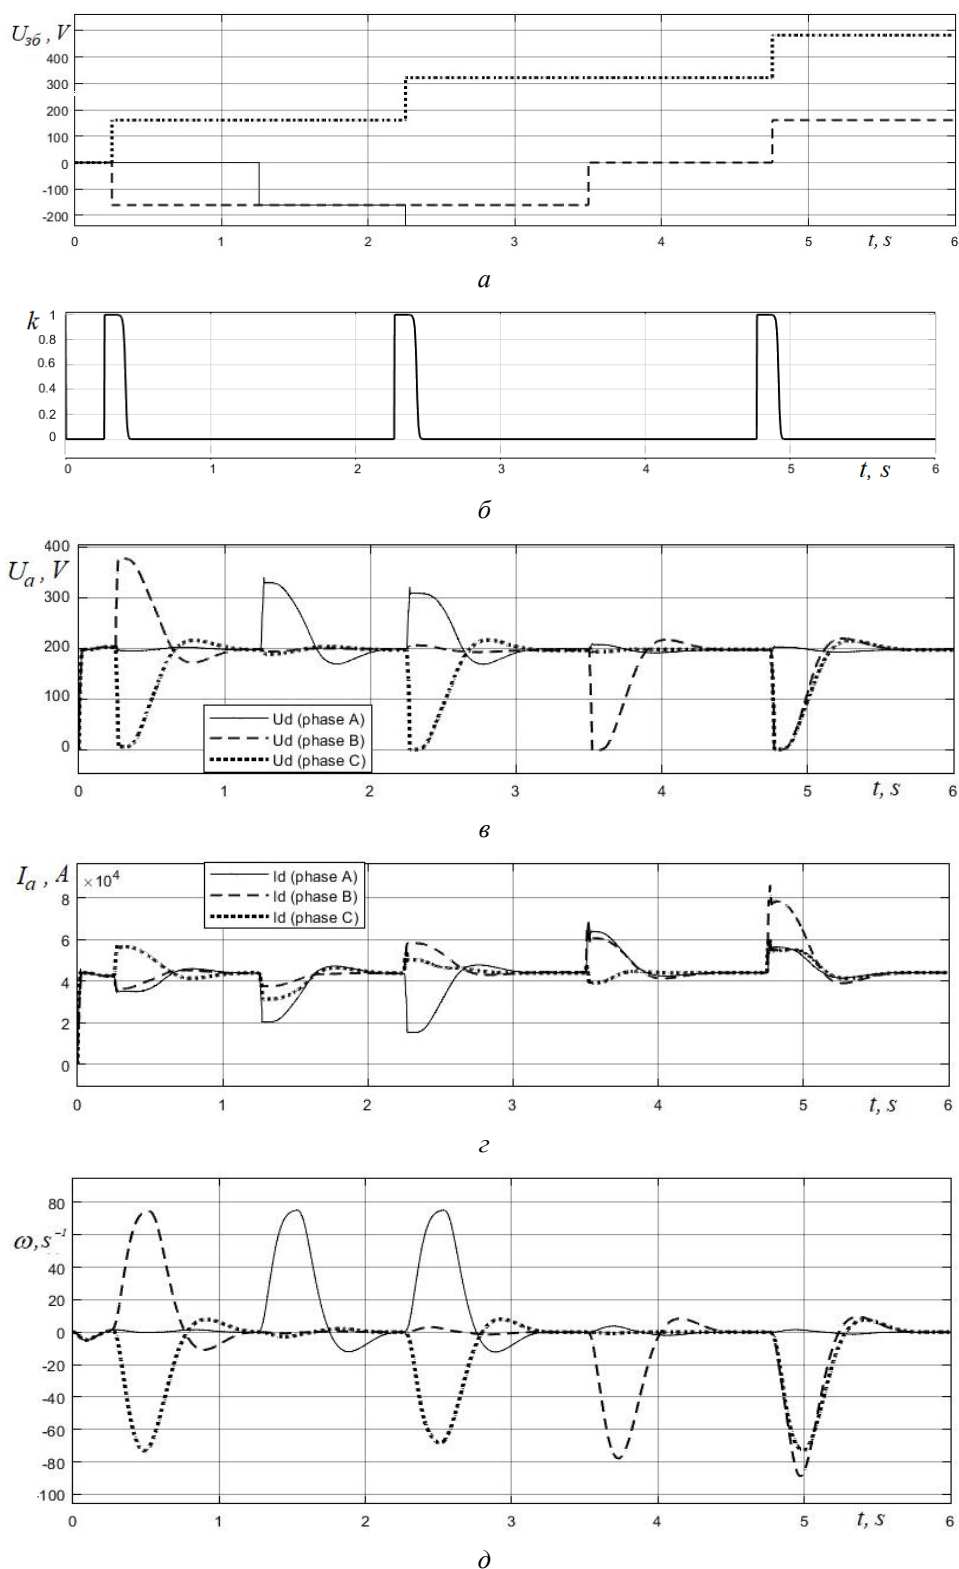 U_зб , V
400
300
200
100
0
-100
-200
0 1 2 3 4 5 t, s 6
а
k
1
0.8
0.6
0.4
0.2
0
0 1 2 3 4 5 t, s 6
б
U_a , V
400
300
200
100
0
Ud (phase A)
Ud (phase B)
Ud (phase C)
0 1 2 3 4 5 t, s 6
в
I_a , A
×10^4
8
6
4
2
0
Id (phase A)
Id (phase B)
Id (phase C)
0 1 2 3 4 5 t, s 6
г
80
ω, s^-1
40
20
0
-20
-40
-60
-80
-100
0 1 2 3 4 5 t, s 6
д